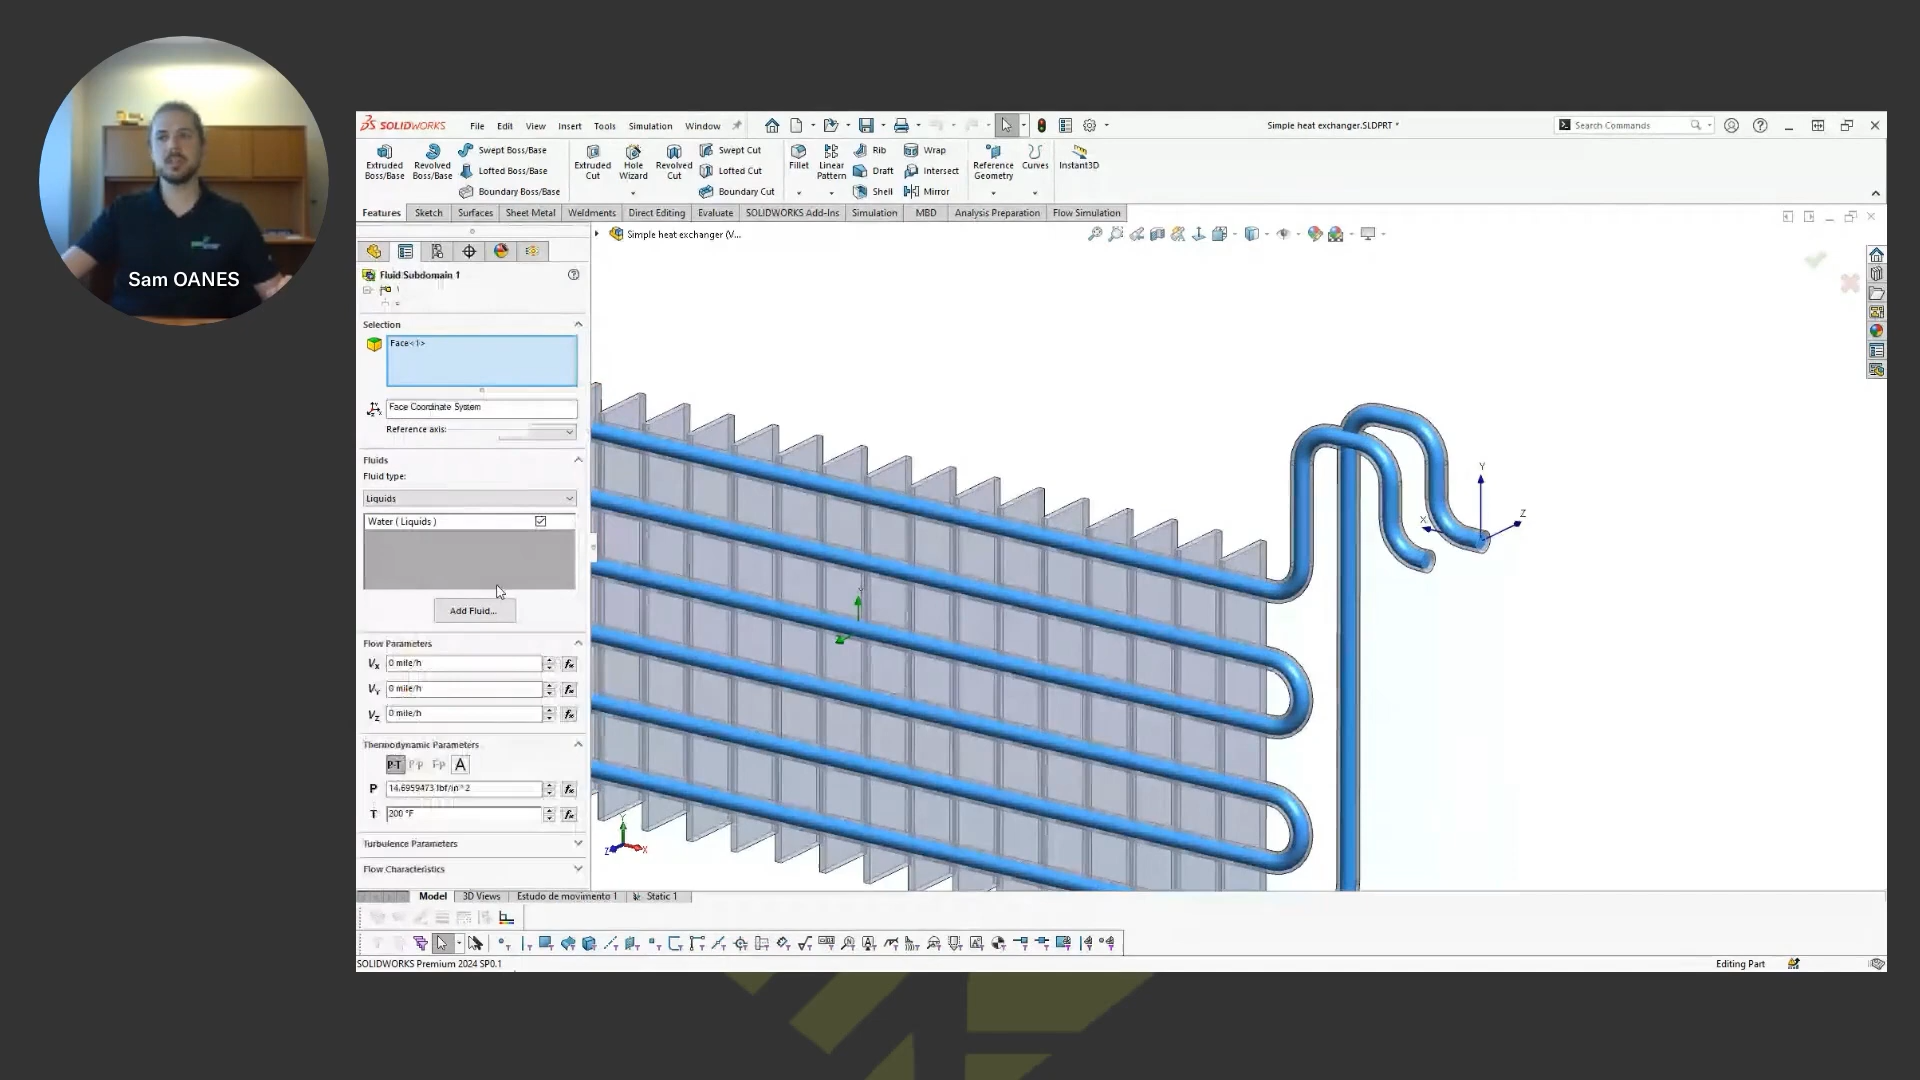 Sam OANES
SOLIDWORKS
File Edit View Insert Tools Simulation Window
Simple heat exchanger.SLDPRT *
Search Commands
Extruded Boss/Base
Revolved Boss/Base
Swept Boss/Base
Lofted Boss/Base
Boundary Boss/Base
Extruded Cut
Hole Wizard
Revolved Cut
Swept Cut
Lofted Cut
Boundary Cut
Fillet
Linear Pattern
Rib
Draft
Shell
Wrap
Intersect
Mirror
Reference Geometry
Curves
Instant3D
Features Sketch Surfaces Sheet Metal Weldments Direct Editing Evaluate SOLIDWORKS Add-Ins Simulation MBD Analysis Preparation Flow Simulation
Simple heat exchanger (V...
Fluid Subdomain 1
Selection
Face<1>
Face Coordinate System
Reference axis:
Fluids
Fluid type:
Liquids
Water ( Liquids )
Add Fluid...
Flow Parameters
Vx 0 mile/h
Vy 0 mile/h
Vz 0 mile/h
Thermodynamic Parameters
P-T A
P 14.6959473 lbf/in^2
T 200 °F
Turbulence Parameters
Flow Characteristics
Y
Z
X
Z
Y
Z X
Model 3D Views Estudo de movimento 1 Static 1
SOLIDWORKS Premium 2024 SP0.1
Editing Part